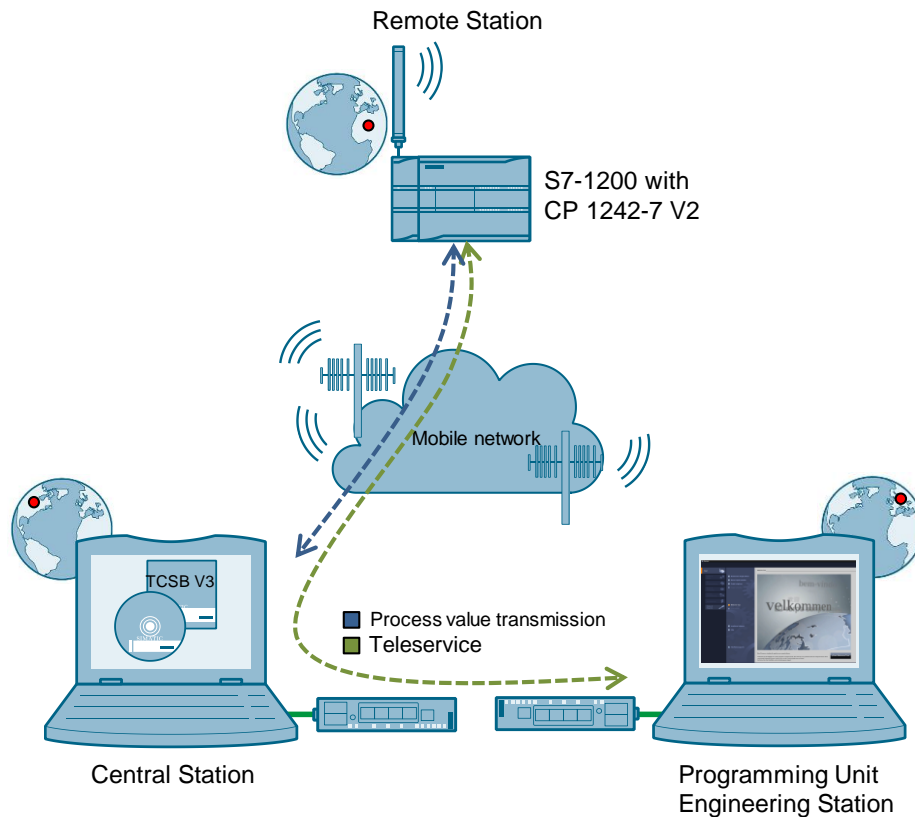 Remote Station
S7-1200 with
CP 1242-7 V2
Mobile network
TCSB V3
Process value transmission
Teleservice
velkommen
Central Station
Programming Unit
Engineering Station